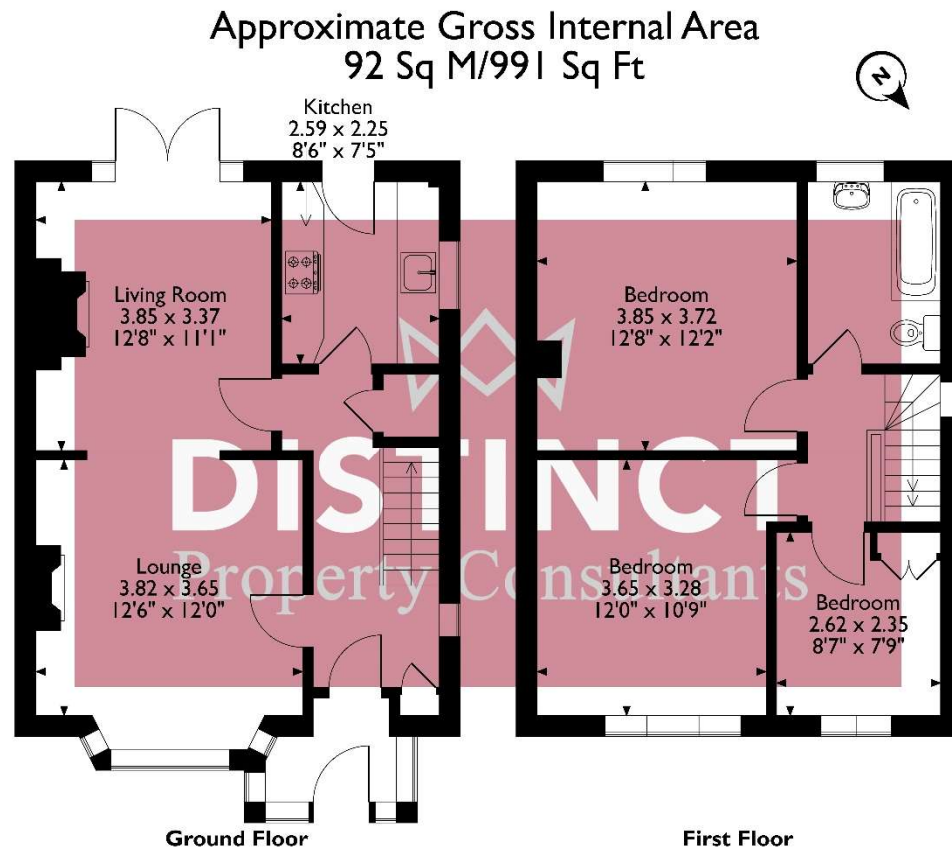 Approximate Gross Internal Area
92 Sq M/991 Sq Ft
N
Kitchen
2.59 x 2.25
8'6" x 7'5"
Living Room
3.85 x 3.37
12'8" x 11'1"
Bedroom
3.85 x 3.72
12'8" x 12'2"
DISTINCT
Property Consultants
Lounge
3.82 x 3.65
12'6" x 12'0"
Bedroom
3.65 x 3.28
12'0" x 10'9"
Bedroom
2.62 x 2.35
8'7" x 7'9"
Ground Floor
First Floor